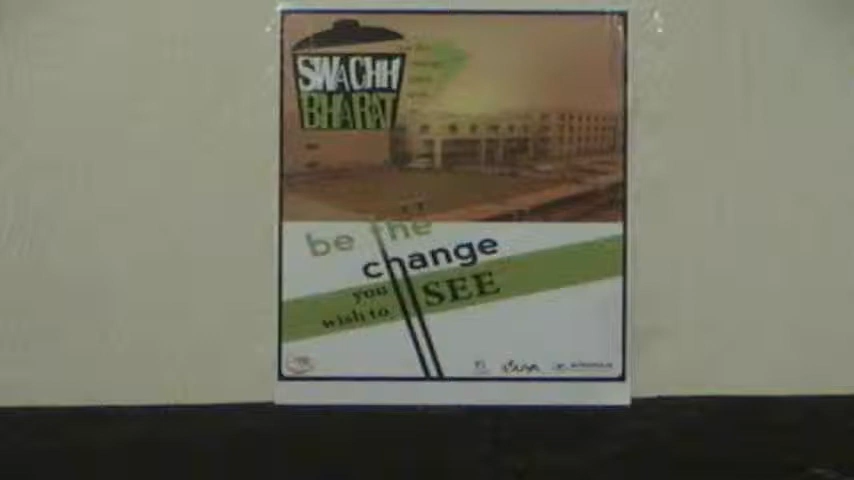 SWACHH
BHARAT
be the
change
you
wish to
SEE